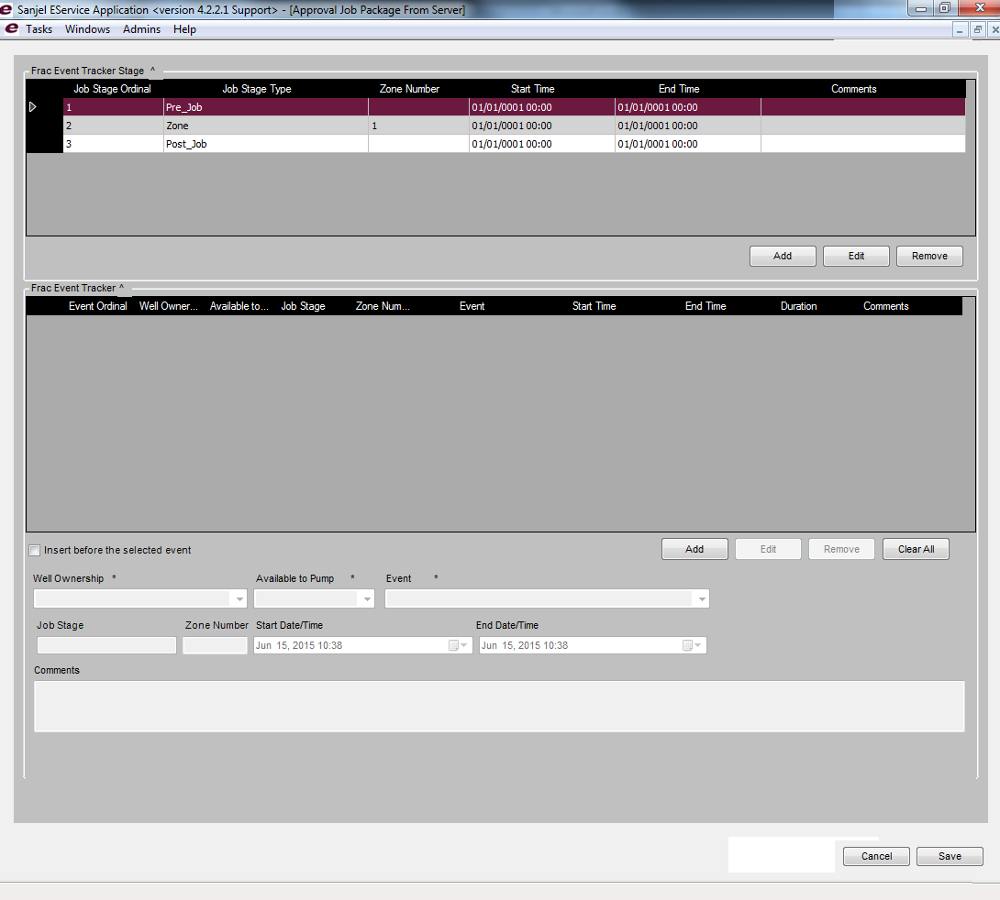 Sanjel EService Application <version 4.2.2.1 Support> - [Approval Job Package From Server]
Tasks Windows Admins Help
Frac Event Tracker Stage ^
Job Stage Ordinal Job Stage Type Zone Number Start Time End Time Comments
1 Pre_Job 01/01/0001 00:00 01/01/0001 00:00
2 Zone 1 01/01/0001 00:00 01/01/0001 00:00
3 Post_Job 01/01/0001 00:00 01/01/0001 00:00
Add Edit Remove
Frac Event Tracker ^
Event Ordinal Well Owner... Available to... Job Stage Zone Num... Event Start Time End Time Duration Comments
Insert before the selected event Add Edit Remove Clear All
Well Ownership * Available to Pump * Event *
Job Stage Zone Number Start Date/Time End Date/Time
Jun 15, 2015 10:38 Jun 15, 2015 10:38
Comments
Cancel Save